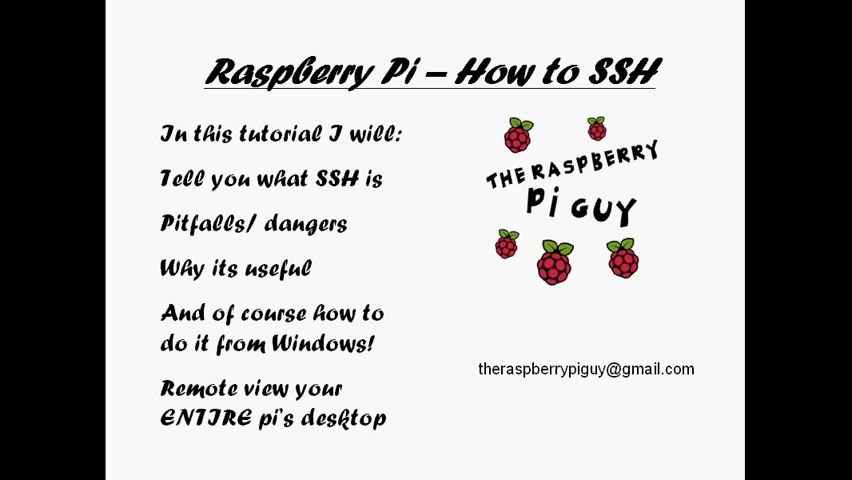 Raspberry Pi – How to SSH
In this tutorial I will:
Tell you what SSH is
Pitfalls/ dangers
Why its useful
And of course how to
do it from Windows!
Remote view your
ENTIRE pi's desktop
THE RASPBERRY
Pi GUY
theraspberrypiguy@gmail.com